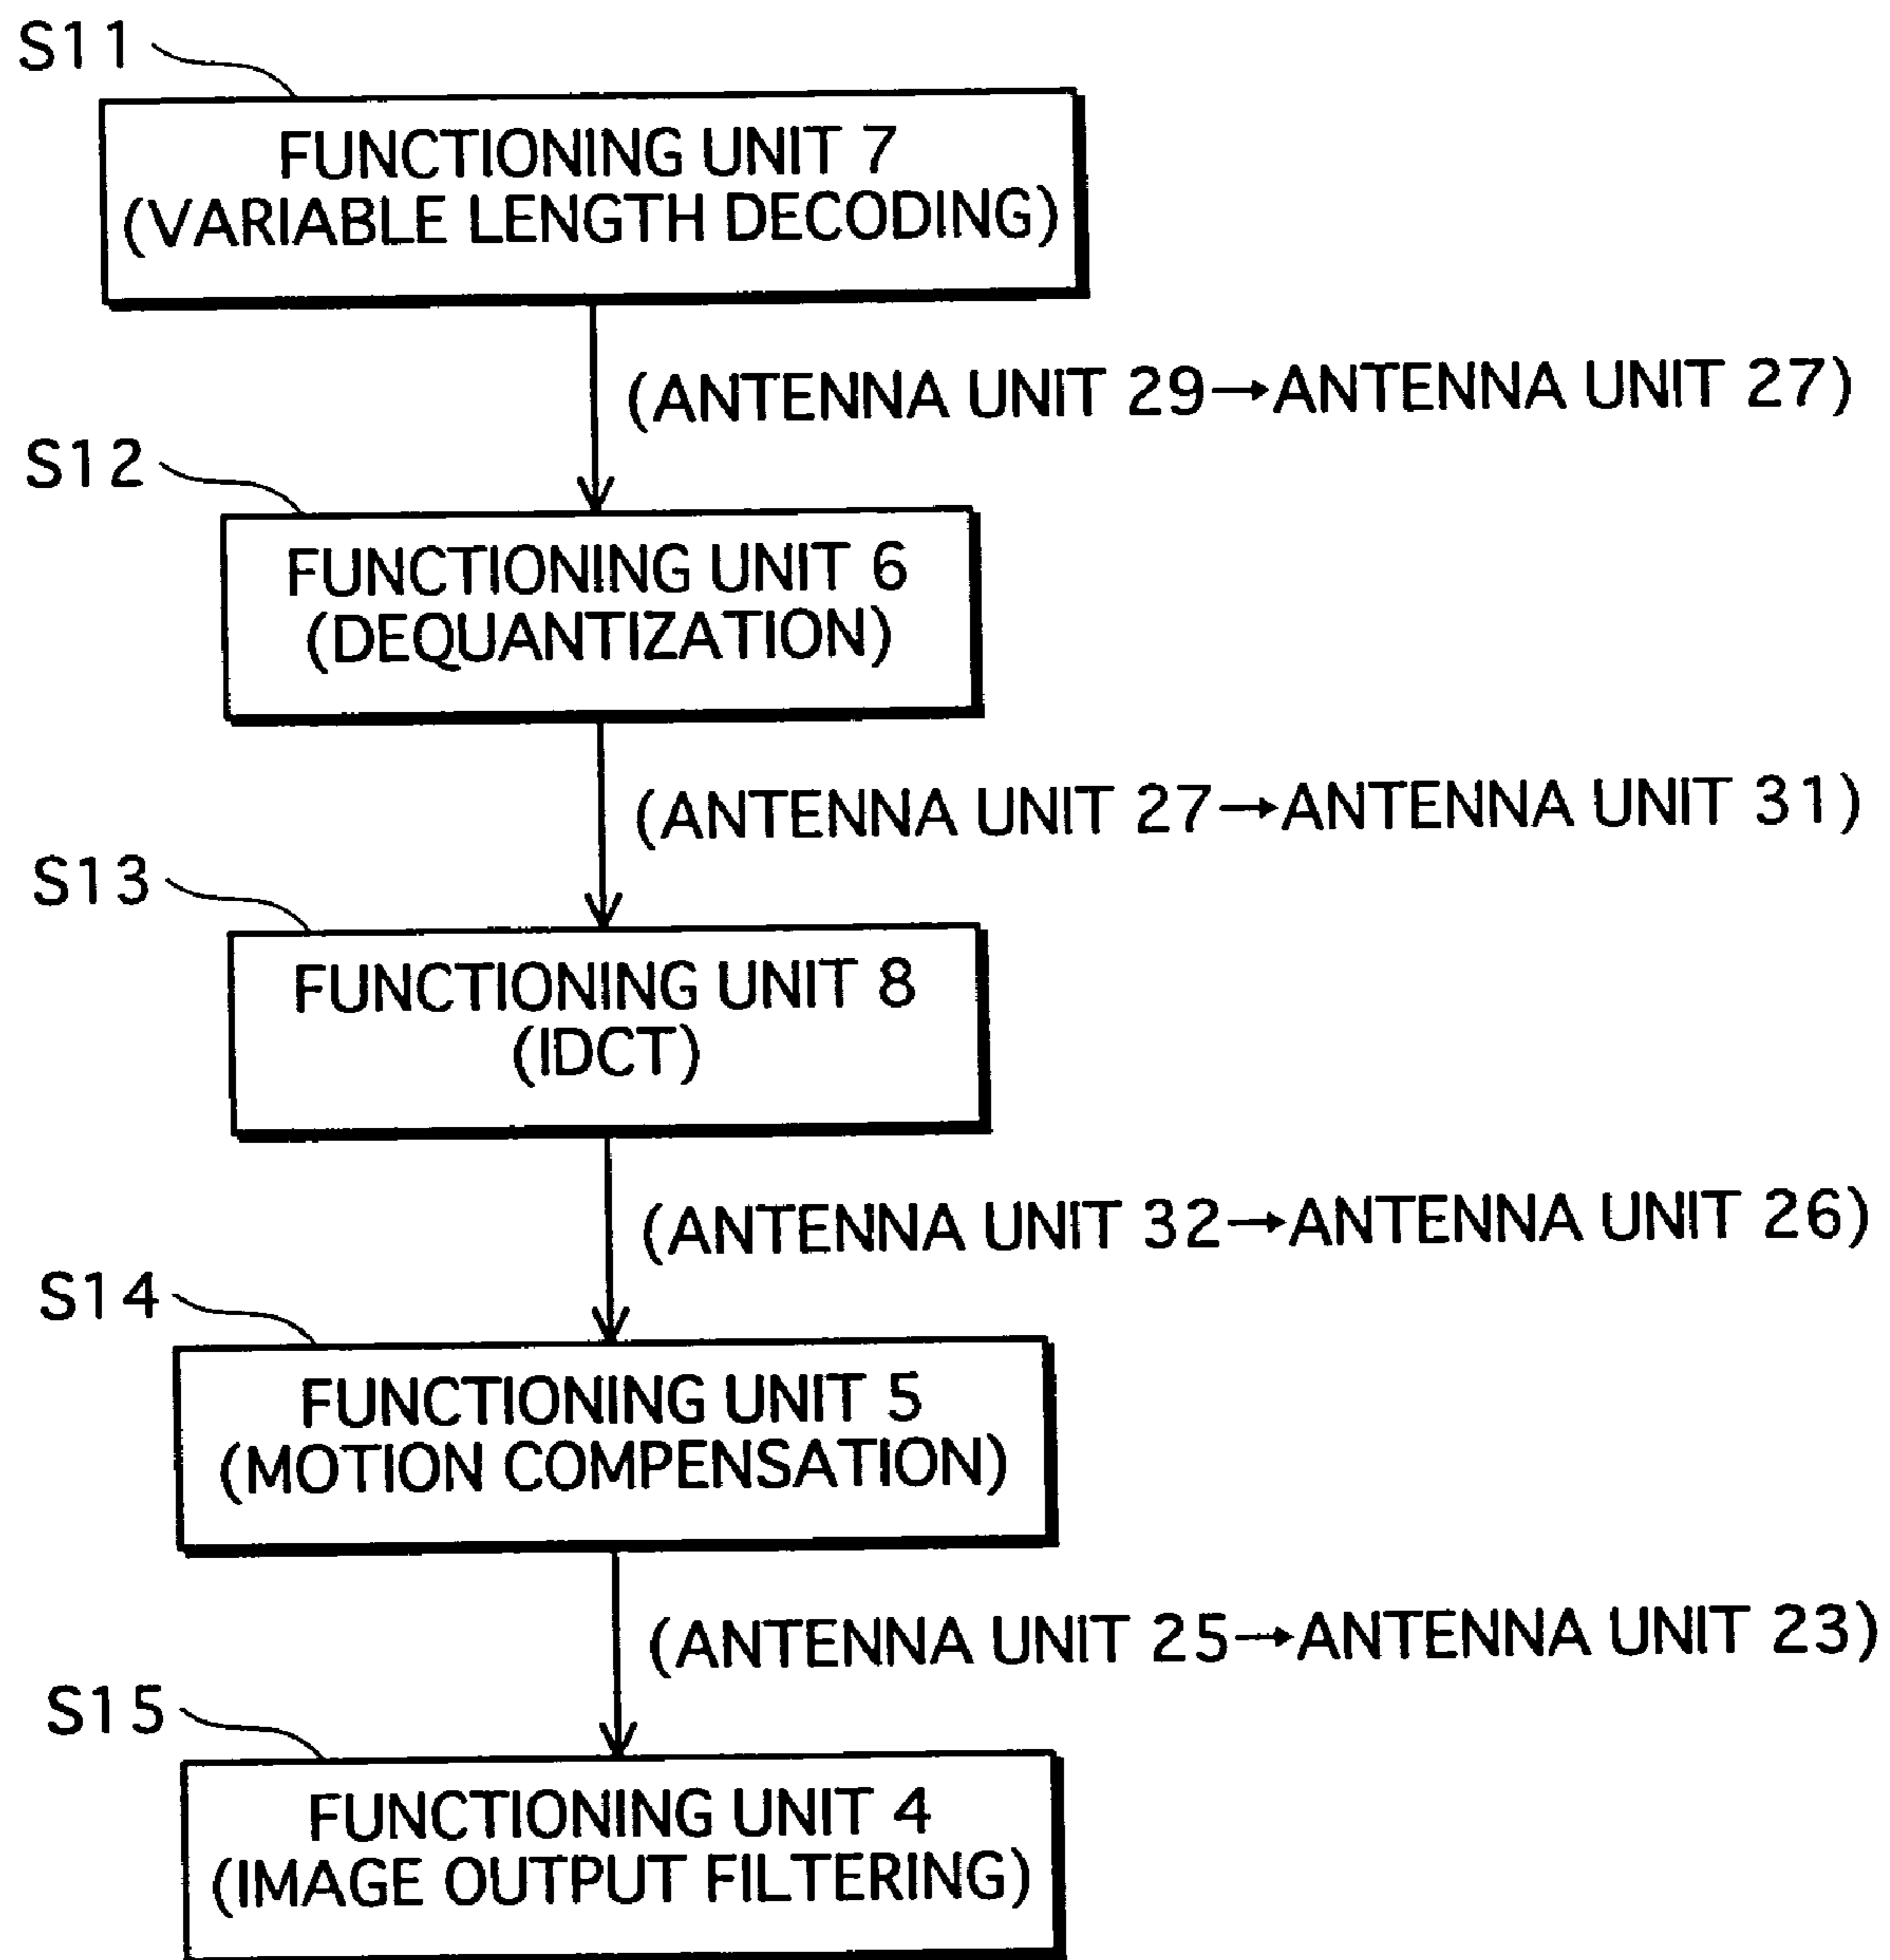 S11
FUNCTIONING UNIT 7
(VARIABLE LENGTH DECODING)
(ANTENNA UNIT 29→ANTENNA UNIT 27)
S12
FUNCTIONING UNIT 6
(DEQUANTIZATION)
(ANTENNA UNIT 27→ANTENNA UNIT 31)
S13
FUNCTIONING UNIT 8
(IDCT)
(ANTENNA UNIT 32→ANTENNA UNIT 26)
S14
FUNCTIONING UNIT 5
(MOTION COMPENSATION)
(ANTENNA UNIT 25→ANTENNA UNIT 23)
S15
FUNCTIONING UNIT 4
(IMAGE OUTPUT FILTERING)